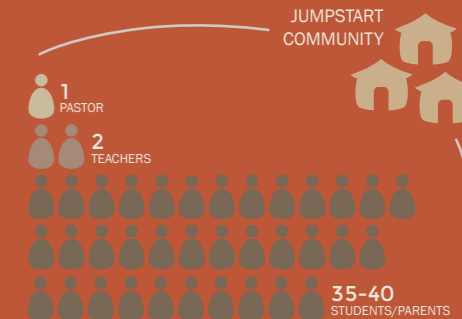 JUMPSTART
COMMUNITY
1
PASTOR
2
TEACHERS
35-40
STUDENTS/PARENTS